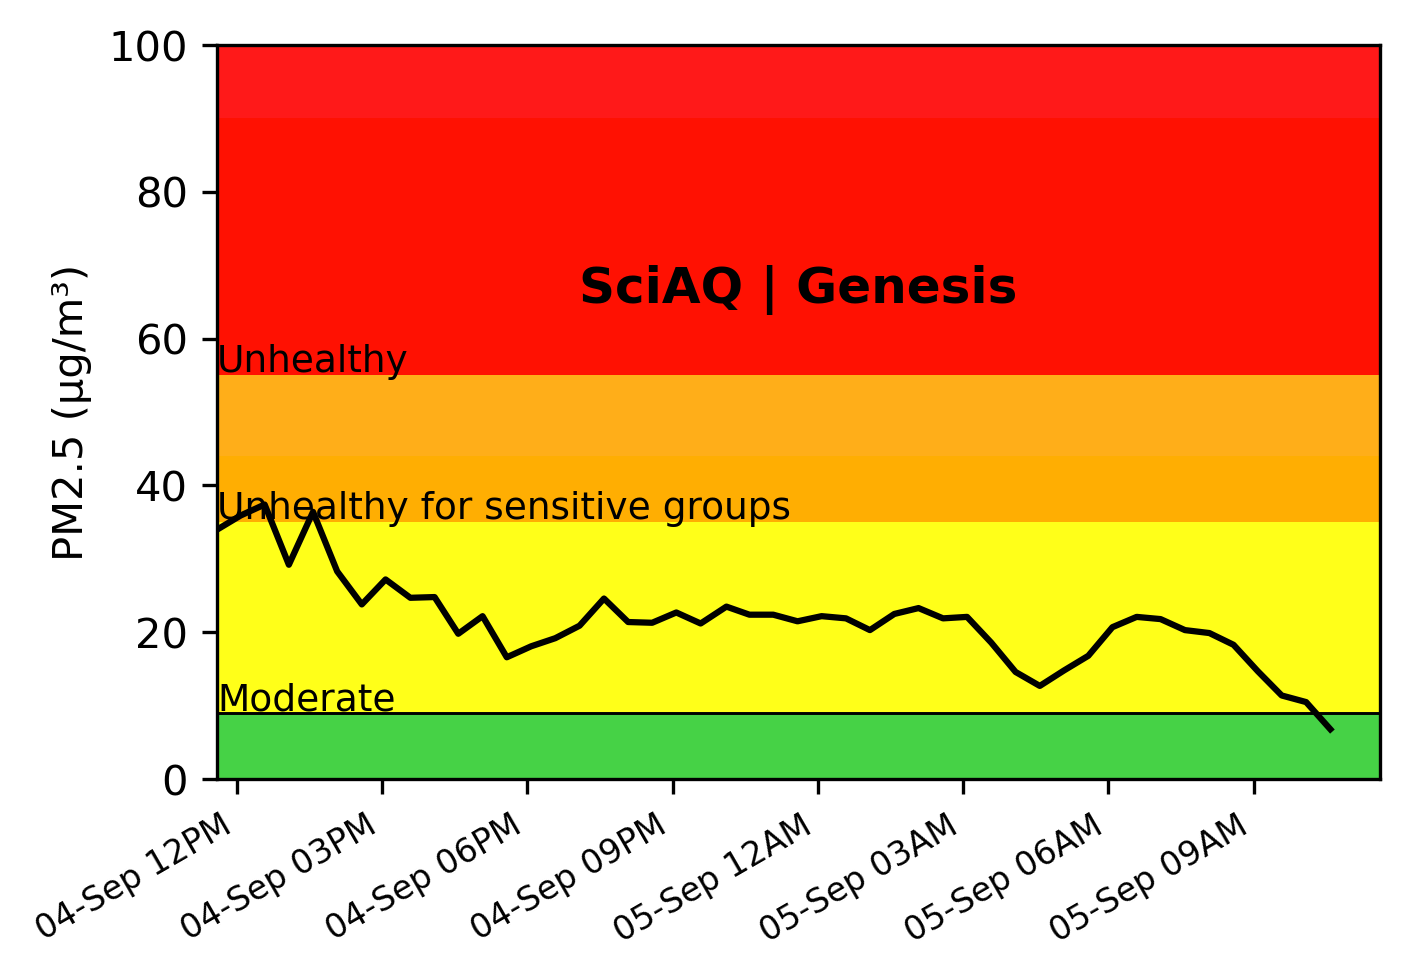 100
80
60
40
20
0
PM2.5 (µg/m³)
SciAQ | Genesis
Unhealthy
Unhealthy for sensitive groups
Moderate
04-Sep 12PM
04-Sep 03PM
04-Sep 06PM
04-Sep 09PM
05-Sep 12AM
05-Sep 03AM
05-Sep 06AM
05-Sep 09AM